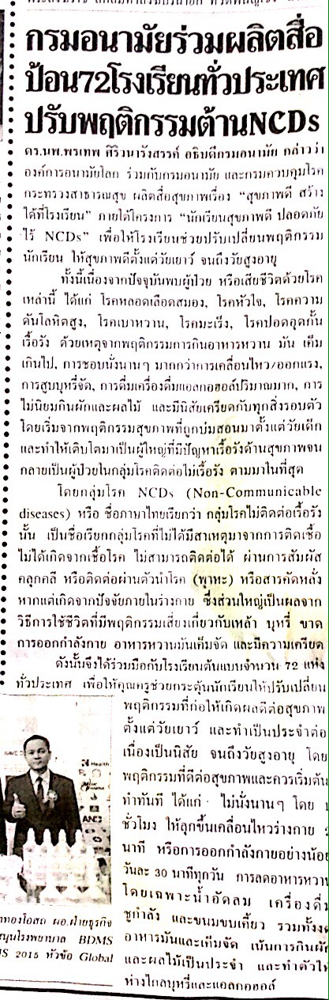 กรมอนามัยร่วมผลิตสื่อ
ป้อน72โรงเรียนทั่วประเทศ
ปรับพฤติกรรมต้านNCDs
ดร.นพ.พรเทพ ศิริวนารังสรรค์ อธิบดีกรมอนามัย กล่าวว่า
องค์การอนามัยโลก ร่วมกับกรมอนามัย และกรมควบคุมโรค
กระทรวงสาธารณสุข ผลิตสื่อสุขภาพเรื่อง “สุขภาพดี สร้าง
ได้ที่โรงเรียน” ภายใต้โครงการ “นักเรียนสุขภาพดี ปลอดภัย
ไร้ NCDs” เพื่อให้โรงเรียนช่วยปรับเปลี่ยนพฤติกรรม
นักเรียน ให้สุขภาพดีตั้งแต่วัยเยาว์ จนถึงวัยสูงอายุ
ทั้งนี้เนื่องจากปัจจุบันพบผู้ป่วย หรือเสียชีวิตด้วยโรค
เหล่านี้ ได้แก่ โรคหลอดเลือดสมอง, โรคหัวใจ, โรคความ
ดันโลหิตสูง, โรคเบาหวาน, โรคมะเร็ง, โรคปอดอุดกั้น
เรื้อรัง ด้วยเหตุจากพฤติกรรมการกินอาหารหวาน มัน เค็ม
เกินไป, การชอบนั่งนานๆ มากกว่าการเคลื่อนไหว/ออกแรง,
การสูบบุหรี่จัด, การดื่มเครื่องดื่มแอลกอฮอล์ปริมาณมาก, การ
ไม่นิยมกินผักและผลไม้ และมีนิสัยเครียดกับทุกสิ่งรอบตัว
โดยเริ่มจากพฤติกรรมสุขภาพที่ถูกบ่มสอนมาตั้งแต่วัยเด็ก
และทำให้เติบโตมาเป็นผู้ใหญ่ที่มีปัญหาเรื้อรังด้านสุขภาพจน
กลายเป็นผู้ป่วยในกลุ่มโรคติดต่อไม่เรื้อรัง ตามมาในที่สุด
โดยกลุ่มโรค NCDs (Non-Communicable
diseases) หรือ ชื่อภาษาไทยเรียกว่า กลุ่มโรคไม่ติดต่อเรื้อรัง
นั้น เป็นชื่อเรียกกลุ่มโรคที่ไม่ได้มีสาเหตุมาจากการติดเชื้อ
ไม่ได้เกิดจากเชื้อโรค ไม่สามารถติดต่อได้ ผ่านการสัมผัส
คลุกคลี หรือติดต่อผ่านตัวนำโรค (พาหะ) หรือสารคัดหลั่ง
หากแต่เกิดจากปัจจัยภายในร่างกาย ซึ่งส่วนใหญ่เป็นผลจาก
วิธีการใช้ชีวิตที่มีพฤติกรรมเสี่ยงเกี่ยวกับเหล้า บุหรี่ ขาด
การออกกำลังกาย อาหารหวานมันเค็มจัด และมีความเครียด
ดังนั้นจึงได้ร่วมมือกับโรงเรียนต้นแบบจำนวน 72 แห่ง
ทั่วประเทศ เพื่อให้คุณครูช่วยกระตุ้นนักเรียนให้ปรับเปลี่ยน
พฤติกรรมที่ก่อให้เกิดผลดีต่อสุขภาพ
ตั้งแต่วัยเยาว์ และทำเป็นประจำต่อ
เนื่องเป็นนิสัย จนถึงวัยสูงอายุ โดย
พฤติกรรมที่ดีต่อสุขภาพและควรเริ่มต้น
ทำทันที ได้แก่ ไม่นั่งนานๆ โดย
ชั่วโมง ให้ลุกขึ้นเคลื่อนไหวร่างกาย
นาที หรือการออกกำลังกายอย่างน้อย
วันละ 30 นาทีทุกวัน การลดอาหารหวาน
โดยเฉพาะน้ำอัดลม เครื่องดื่ม
ชูกำลัง และขนมขบเคี้ยว รวมทั้งงด
อาหารมันและเค็มจัด เน้นการกินผัก
และผลไม้เป็นประจำ และทำตัวให้
ห่างไกลบุหรี่และแอลกอฮอล์
Health
ทองโอสถ ผอ.ฝ่ายธุรกิจ
โรงพยาบาล BDMS
2015 หัวข้อ Global